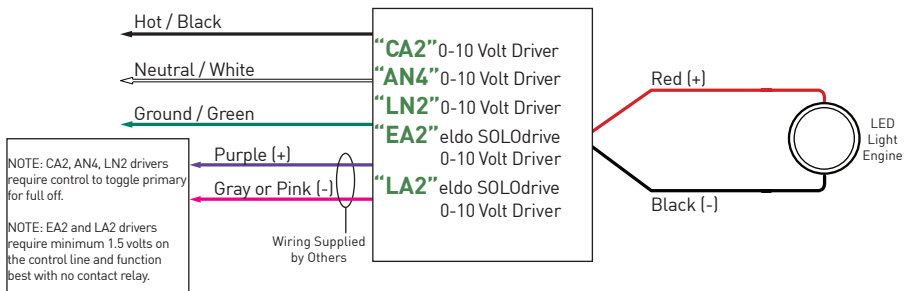 Hot / Black
Neutral / White
Ground / Green
Purple (+)
Gray or Pink (-)
NOTE: CA2, AN4, LN2 drivers
require control to toggle primary
for full off.
NOTE: EA2 and LA2 drivers
require minimum 1.5 volts on
the control line and function
best with no contact relay.
Wiring Supplied
by Others
“CA2” 0-10 Volt Driver
“AN4” 0-10 Volt Driver
“LN2” 0-10 Volt Driver
“EA2” eldo SOLOdrive
0-10 Volt Driver
“LA2” eldo SOLOdrive
0-10 Volt Driver
Red (+)
Black (-)
LED
Light
Engine